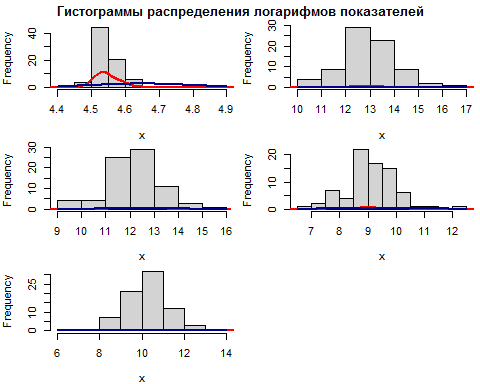 Гистограммы распределения логарифмов показателей
Frequency
0 20 40
4.4 4.5 4.6 4.7 4.8 4.9
x
Frequency
0 10 20 30
10 11 12 13 14 15 16 17
x
Frequency
0 10 20 30
9 10 11 12 13 14 15 16
x
Frequency
0 10 20
7 8 9 10 11 12
x
Frequency
0 10 25
6 8 10 12 14
x